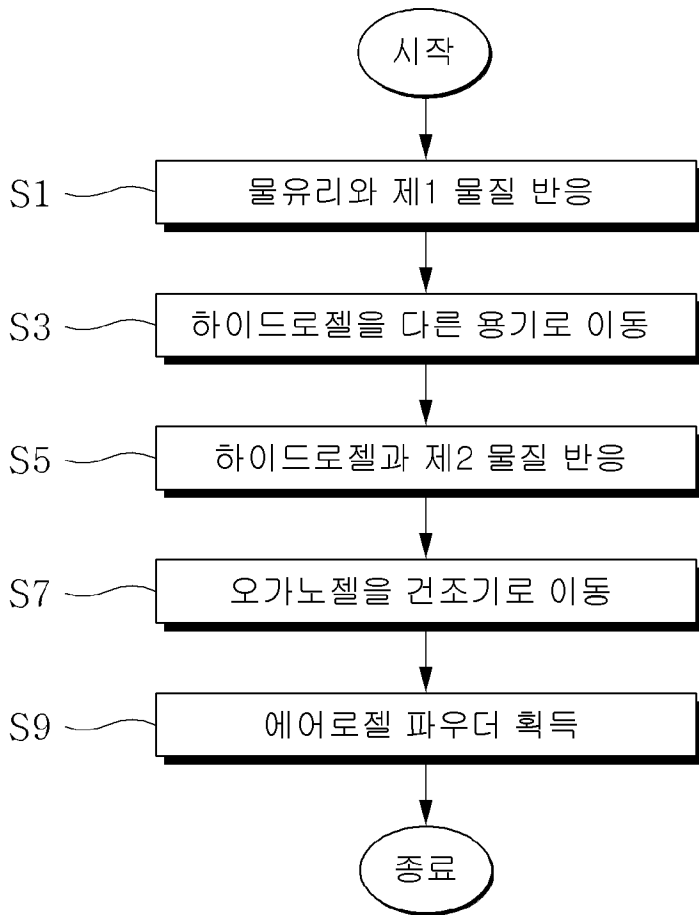 시작
S1 물유리와 제1 물질 반응
S3 하이드로젤을 다른 용기로 이동
S5 하이드로젤과 제2 물질 반응
S7 오가노젤을 건조기로 이동
S9 에어로젤 파우더 획득
종료